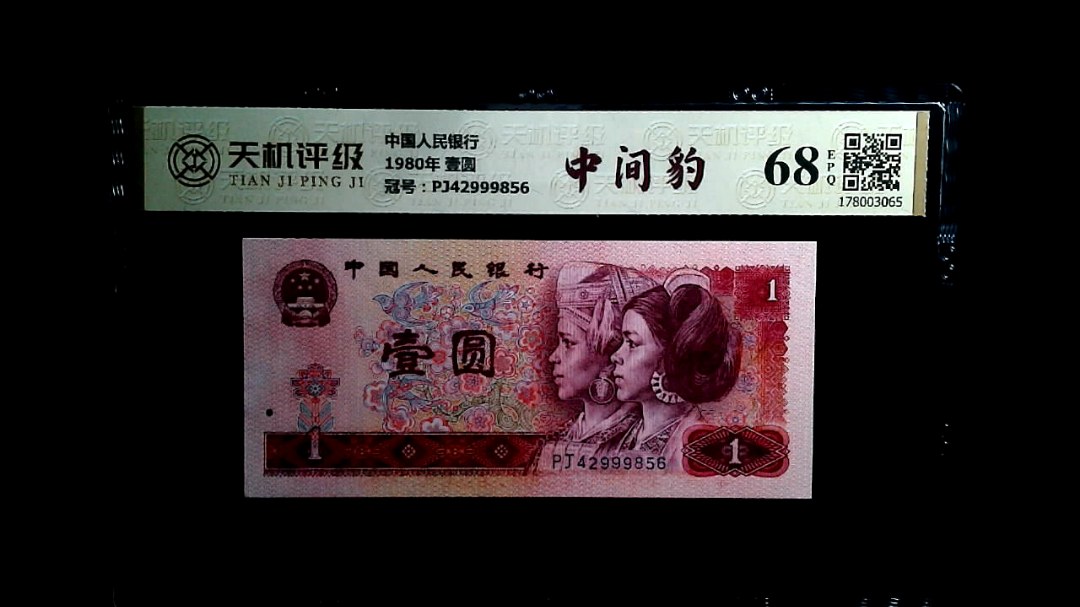 天机评级
TIAN JI PING JI
中国人民银行
1980年 壹圆
冠号：PJ42999856
中间豹
68
EPQ
178003065
中国人民银行
1
壹圆
1
PJ42999856
1